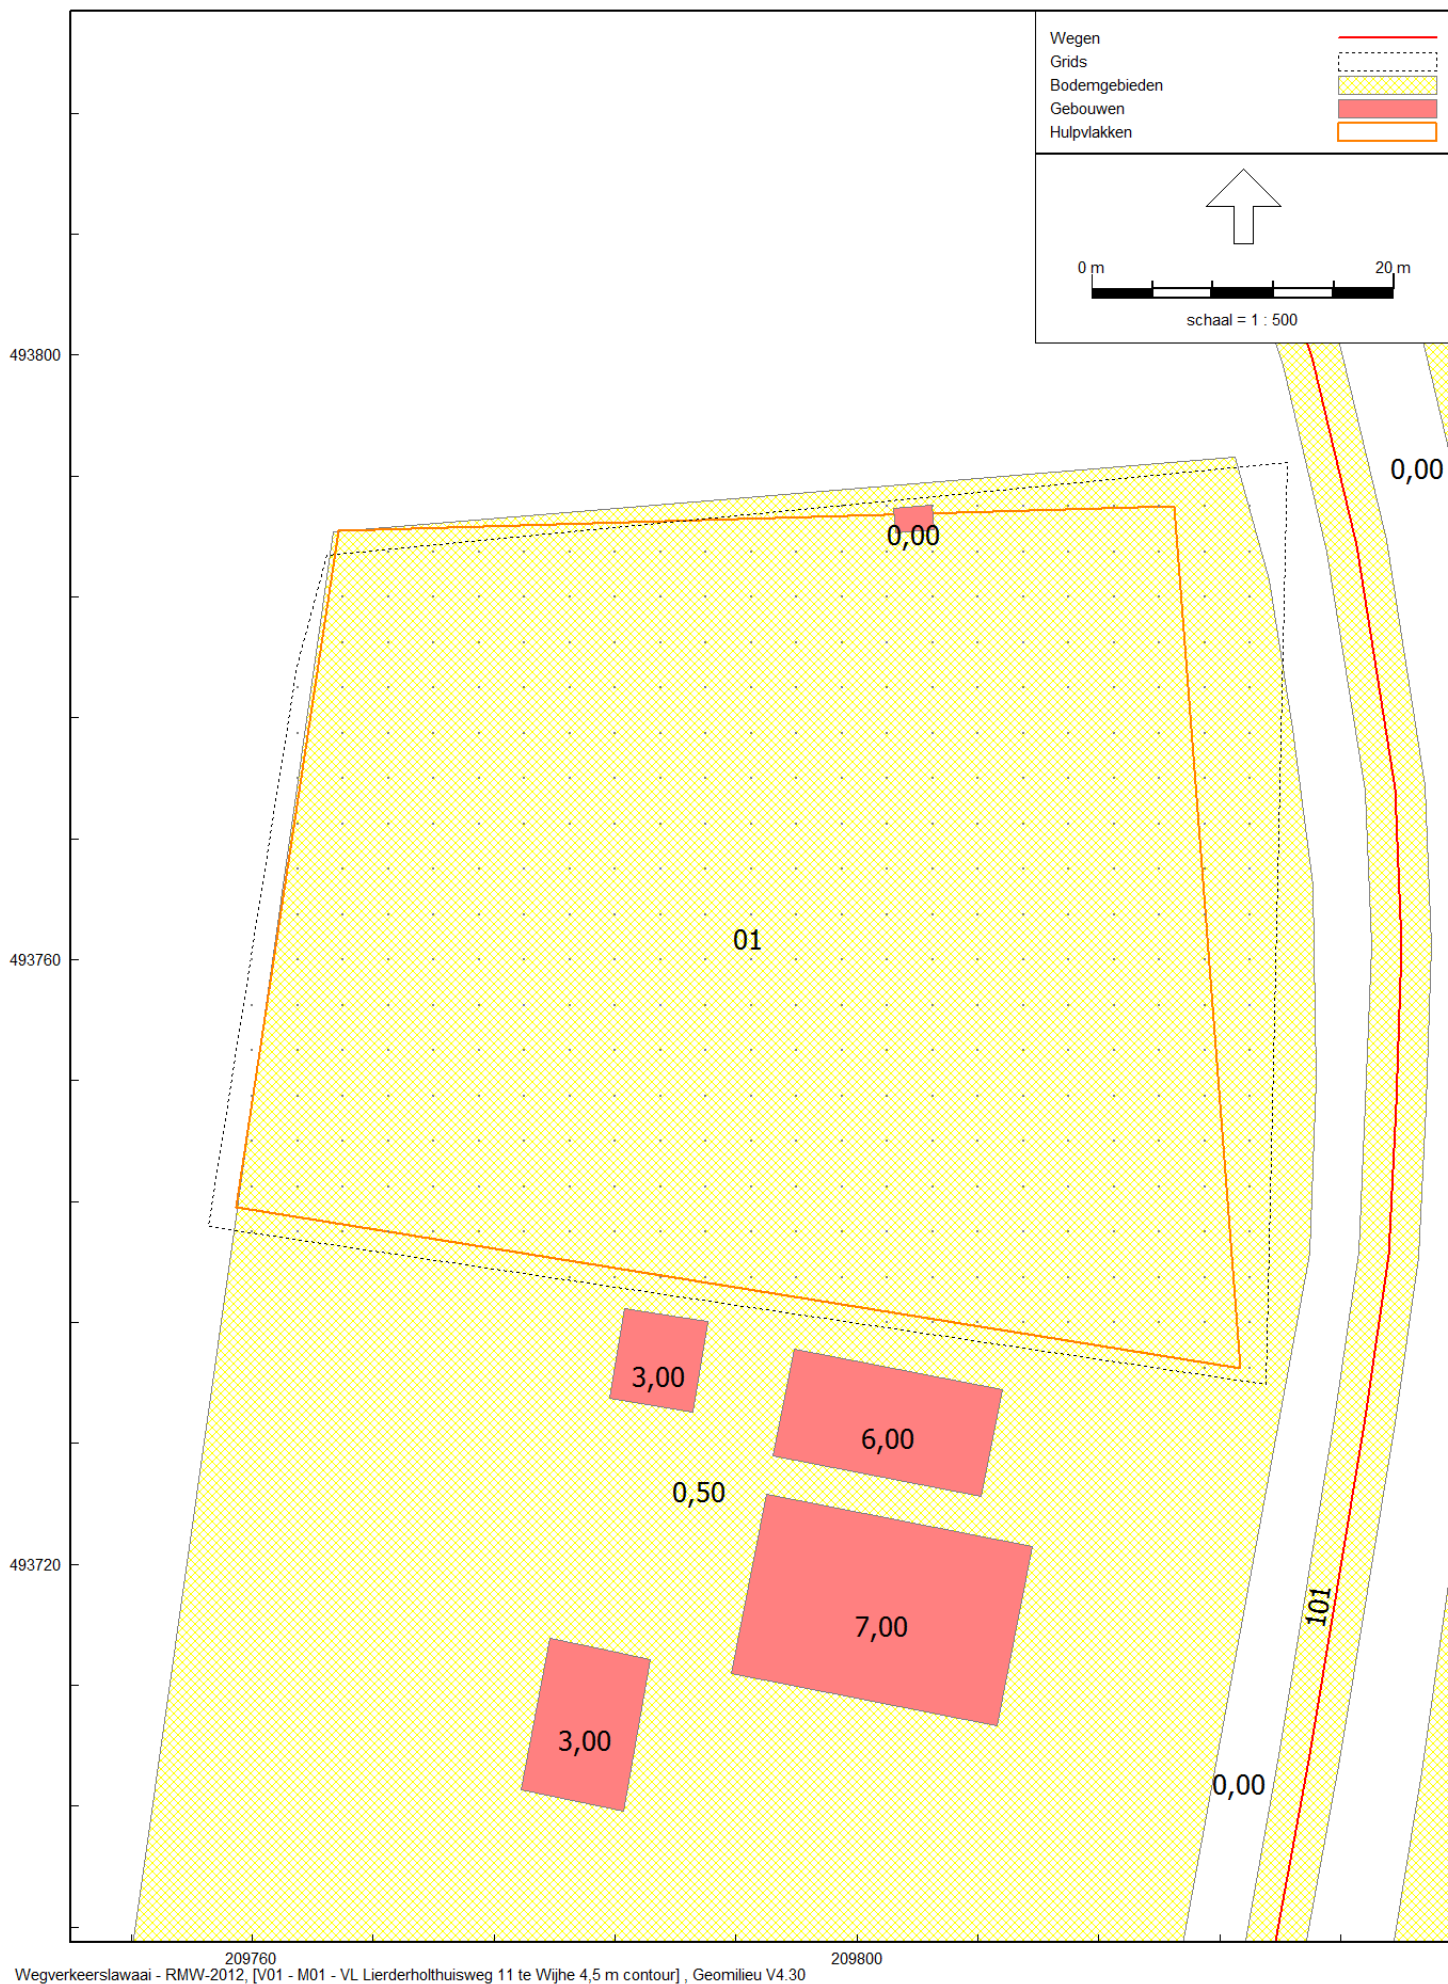 Wegen
Grids
Bodemgebieden
Gebouwen
Hulpvlakken
0 m 20 m
schaal = 1 : 500
493800
0,00
0,00
01
493760
3,00
6,00
0,50
493720
101
7,00
3,00
0,00
209760 209800
Wegverkeerslawaai - RMW-2012, [V01 - M01 - VL Lierderholthuisweg 11 te Wijhe 4,5 m contour] , Geomilieu V4.30